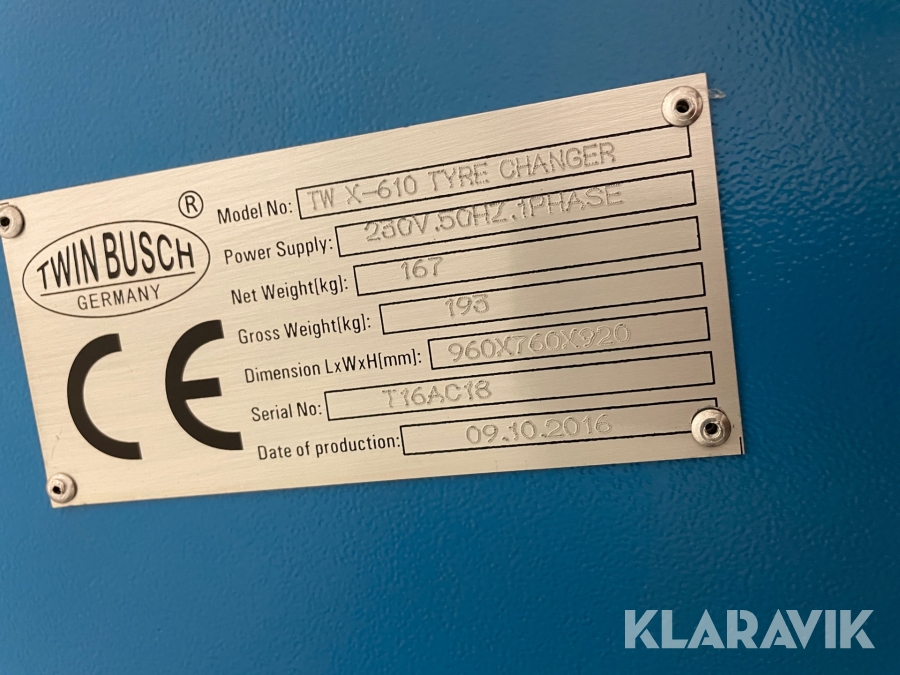 TWIN BUSCH
GERMANY
®
CE
Model No: TW X-610 TYRE CHANGER
Power Supply: 230V.50HZ.1PHASE
Net Weight[kg]: 167
Gross Weight[kg]: 193
Dimension LxWxH[mm]: 960X760X920
Serial No: T16AC18
Date of production: 09.10.2016
KLARAVIK